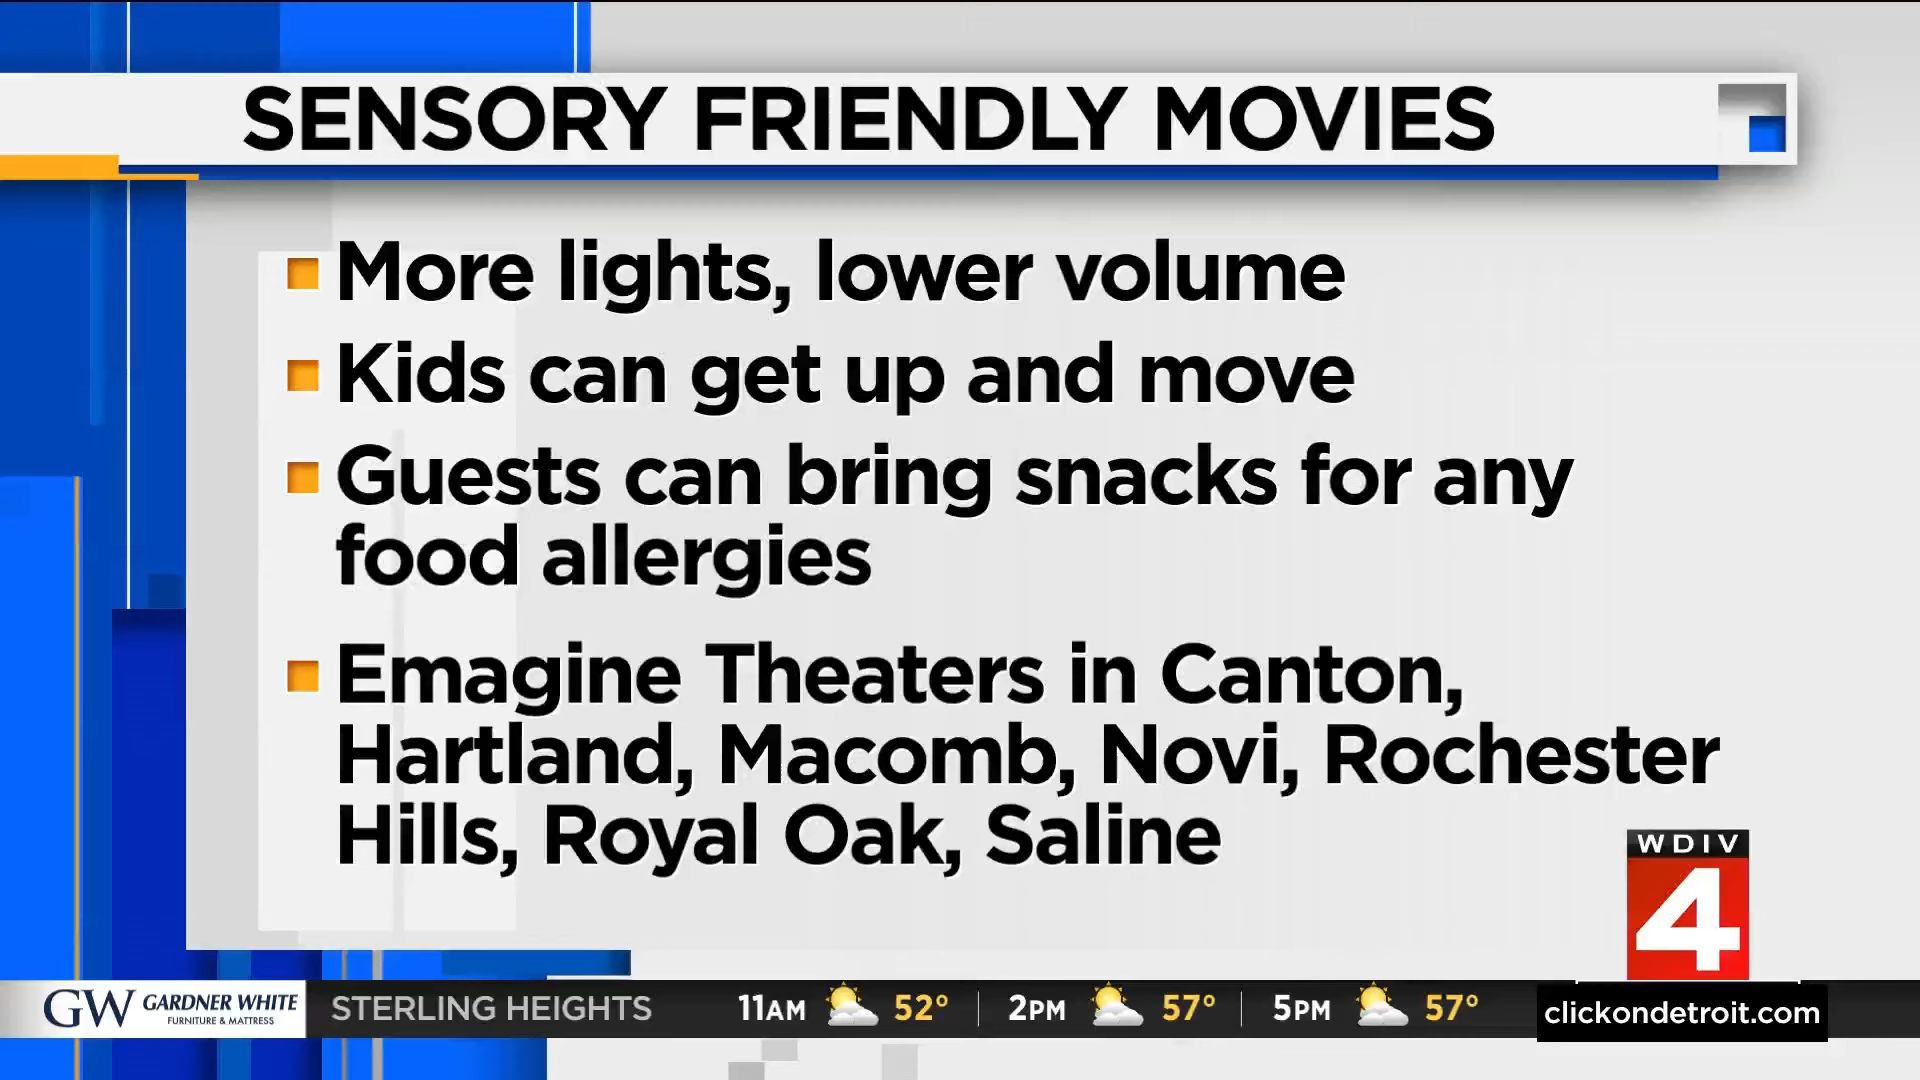 SENSORY FRIENDLY MOVIES
More lights, lower volume
Kids can get up and move
Guests can bring snacks for any
food allergies
Emagine Theaters in Canton,
Hartland, Macomb, Novi, Rochester
Hills, Royal Oak, Saline
WDIV
4
GW GARDNER WHITE
FURNITURE & MATTRESS
STERLING HEIGHTS 11AM 52° 2PM 57° 5PM 57°
clickondetroit.com